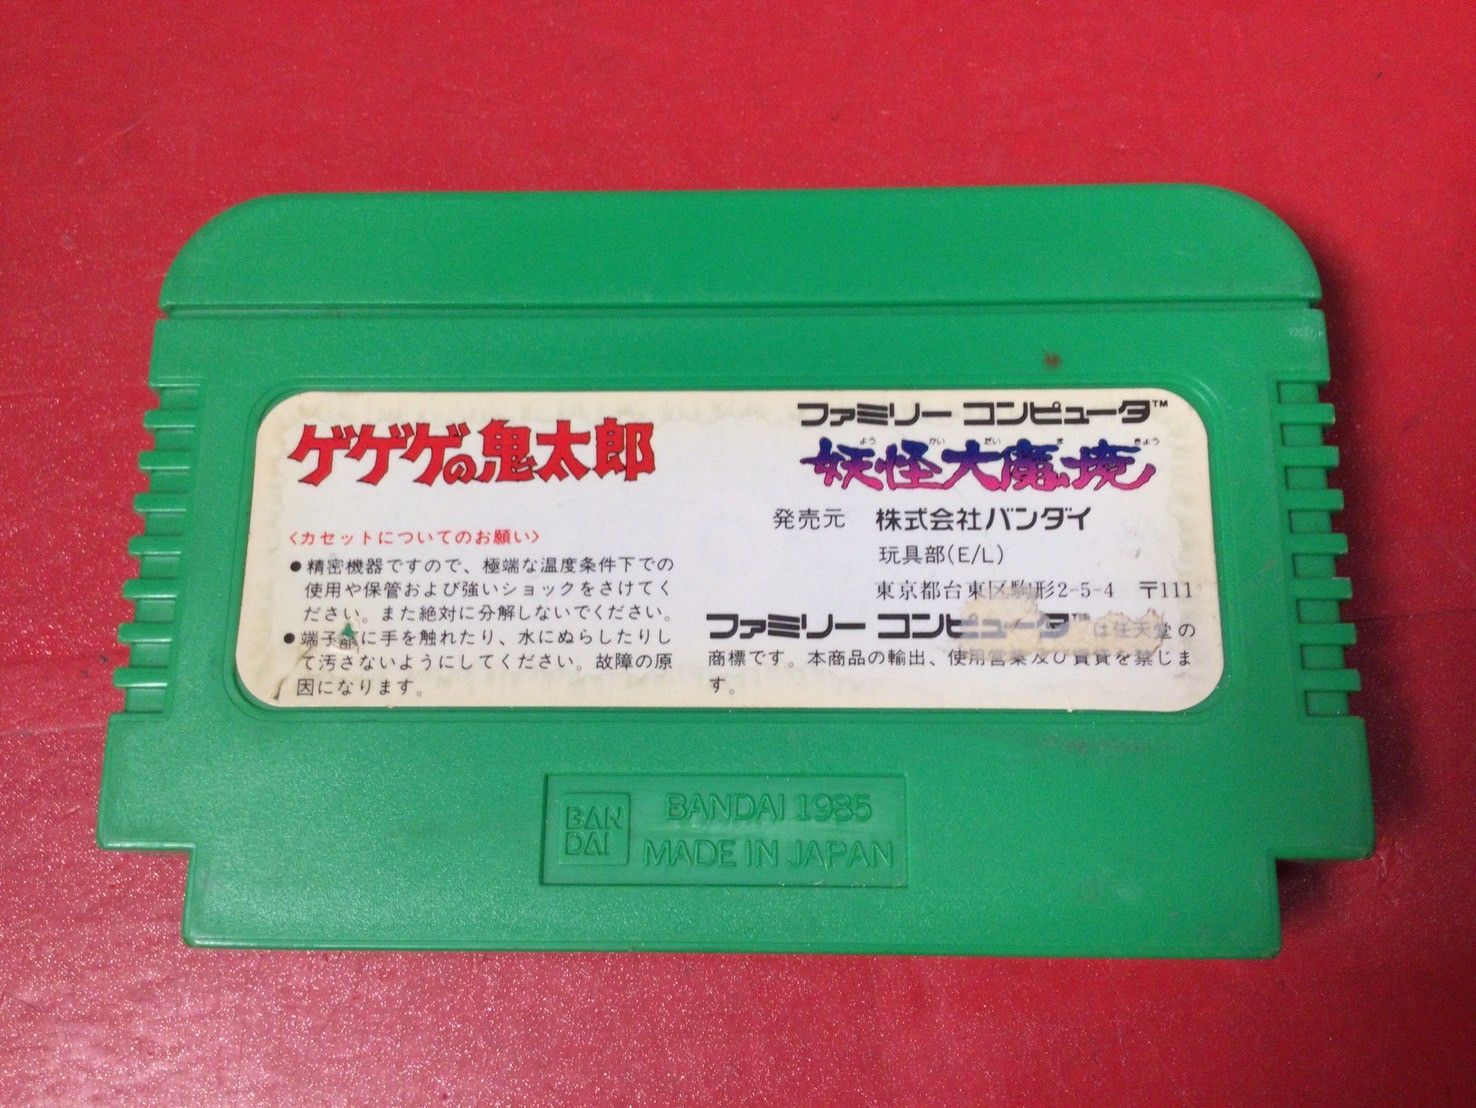 ゲゲゲの鬼太郎
<カセットについてのお願い>
●精密機器ですので、極端な温度条件下での
使用や保管および強いショックをさけてく
ださい。また絶対に分解しないでください。
●端子部に手を触れたり、水にぬらしたりし
て汚さないようにしてください。故障の原
因になります。
ファミリー コンピュータ™
よう かい だい ま きょう
妖怪大魔境
発売元 株式会社バンダイ
玩具部(E/L)
東京都台東区駒形2-5-4 〒111
ファミリー コンピュータ™は任天堂の
商標です。本商品の輸出、使用営業及び賃貸を禁じま
す。
BAN
DAI
BANDAI 1985
MADE IN JAPAN